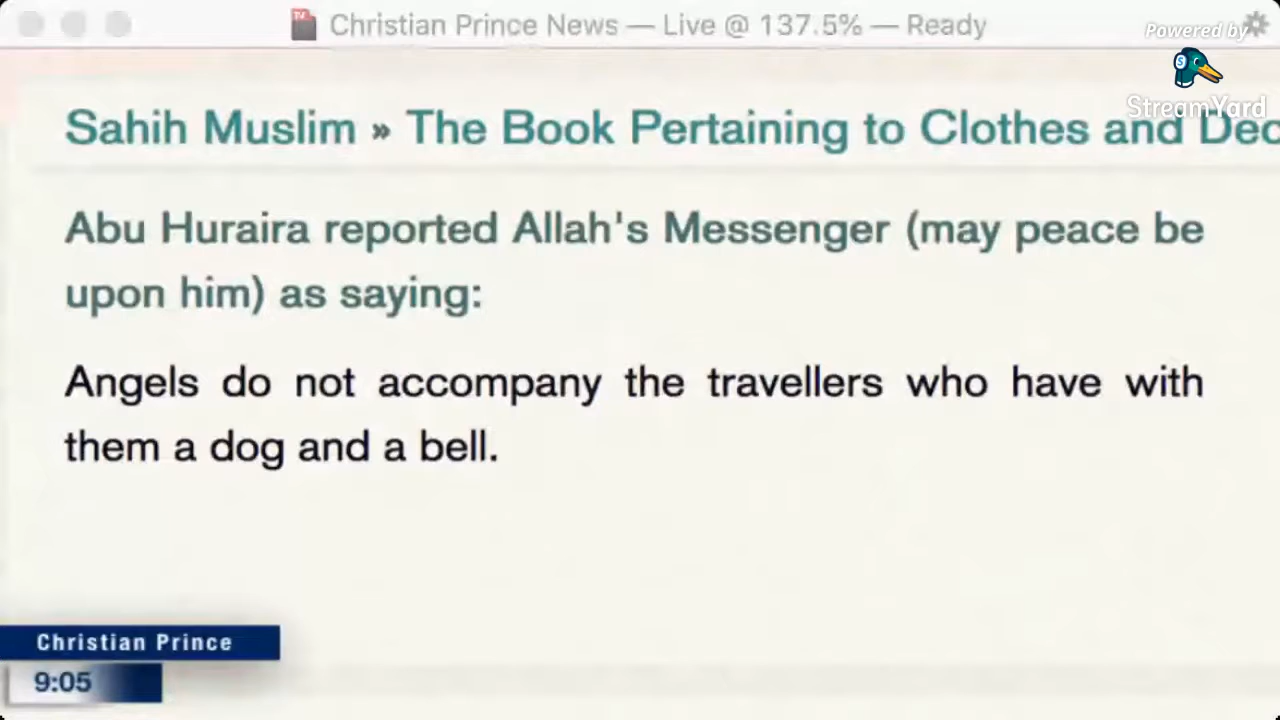 Christian Prince News — Live @ 137.5% — Ready
Powered by
StreamYard
Sahih Muslim » The Book Pertaining to Clothes and Dec
Abu Huraira reported Allah's Messenger (may peace be
upon him) as saying:
Angels do not accompany the travellers who have with
them a dog and a bell.
Christian Prince
9:05